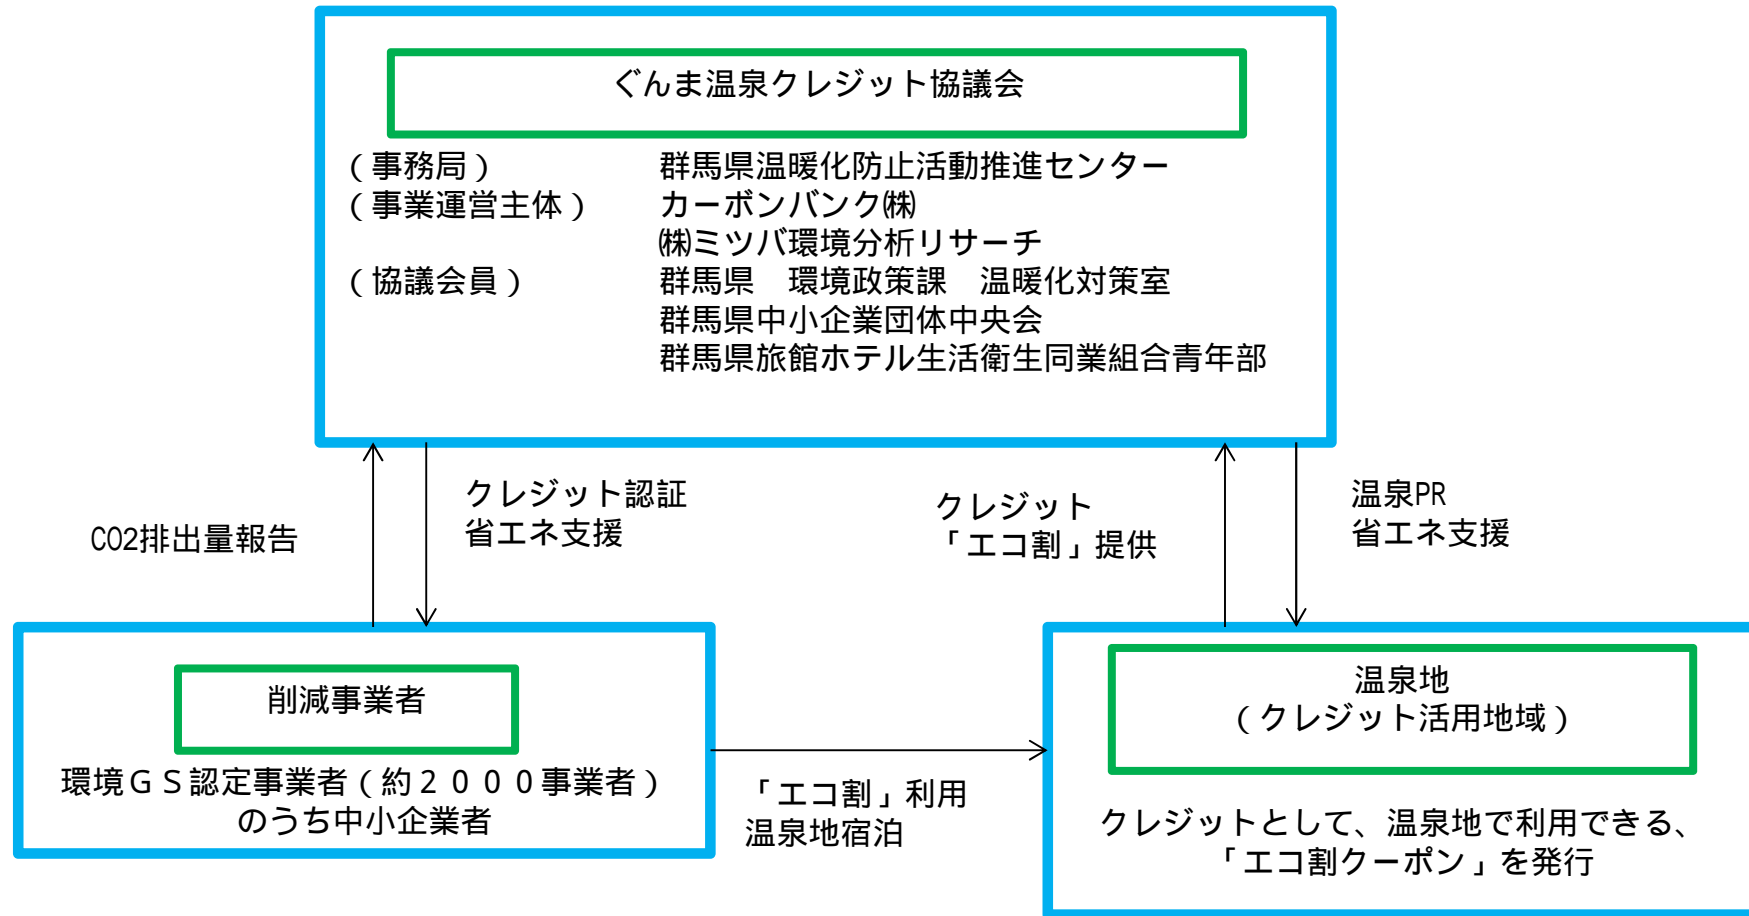 ぐんま温泉クレジット協議会
（事務局）　群馬県温暖化防止活動推進センター
（事業運営主体）　カーボンバンク㈱
㈱ミツバ環境分析リサーチ
（協議会員）　群馬県　環境政策課　温暖化対策室
群馬県中小企業団体中央会
群馬県旅館ホテル生活衛生同業組合青年部
CO2排出量報告
クレジット認証
省エネ支援
クレジット
「エコ割」提供
温泉PR
省エネ支援
削減事業者
環境ＧＳ認定事業者（約２０００事業者）
のうち中小企業者
「エコ割」利用
温泉地宿泊
温泉地
（クレジット活用地域）
クレジットとして、温泉地で利用できる、
「エコ割クーポン」を発行